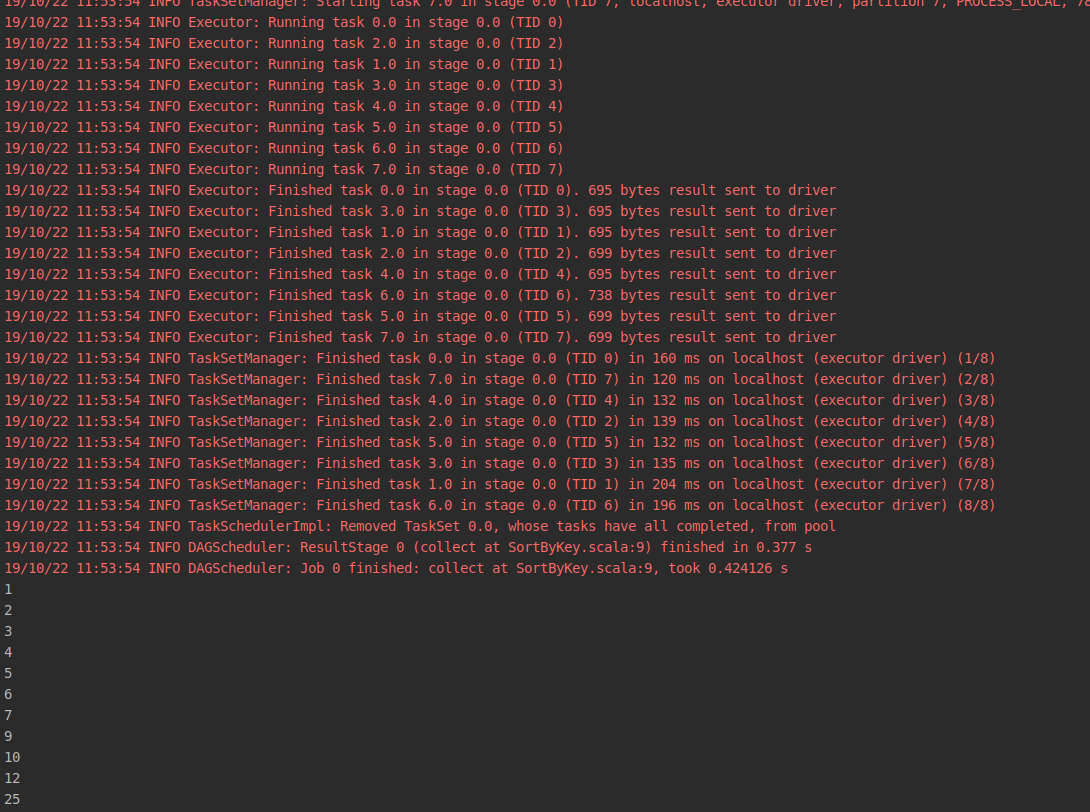 19/10/22 11:53:54 INFO TaskSetManager: Starting task 7.0 in stage 0.0 (TID 7, localhost, executor driver, partition 7, PROCESS_LOCAL, 78
19/10/22 11:53:54 INFO Executor: Running task 0.0 in stage 0.0 (TID 0)
19/10/22 11:53:54 INFO Executor: Running task 2.0 in stage 0.0 (TID 2)
19/10/22 11:53:54 INFO Executor: Running task 1.0 in stage 0.0 (TID 1)
19/10/22 11:53:54 INFO Executor: Running task 3.0 in stage 0.0 (TID 3)
19/10/22 11:53:54 INFO Executor: Running task 4.0 in stage 0.0 (TID 4)
19/10/22 11:53:54 INFO Executor: Running task 5.0 in stage 0.0 (TID 5)
19/10/22 11:53:54 INFO Executor: Running task 6.0 in stage 0.0 (TID 6)
19/10/22 11:53:54 INFO Executor: Running task 7.0 in stage 0.0 (TID 7)
19/10/22 11:53:54 INFO Executor: Finished task 0.0 in stage 0.0 (TID 0). 695 bytes result sent to driver
19/10/22 11:53:54 INFO Executor: Finished task 3.0 in stage 0.0 (TID 3). 695 bytes result sent to driver
19/10/22 11:53:54 INFO Executor: Finished task 1.0 in stage 0.0 (TID 1). 695 bytes result sent to driver
19/10/22 11:53:54 INFO Executor: Finished task 2.0 in stage 0.0 (TID 2). 699 bytes result sent to driver
19/10/22 11:53:54 INFO Executor: Finished task 4.0 in stage 0.0 (TID 4). 695 bytes result sent to driver
19/10/22 11:53:54 INFO Executor: Finished task 6.0 in stage 0.0 (TID 6). 738 bytes result sent to driver
19/10/22 11:53:54 INFO Executor: Finished task 5.0 in stage 0.0 (TID 5). 699 bytes result sent to driver
19/10/22 11:53:54 INFO Executor: Finished task 7.0 in stage 0.0 (TID 7). 699 bytes result sent to driver
19/10/22 11:53:54 INFO TaskSetManager: Finished task 0.0 in stage 0.0 (TID 0) in 160 ms on localhost (executor driver) (1/8)
19/10/22 11:53:54 INFO TaskSetManager: Finished task 7.0 in stage 0.0 (TID 7) in 120 ms on localhost (executor driver) (2/8)
19/10/22 11:53:54 INFO TaskSetManager: Finished task 4.0 in stage 0.0 (TID 4) in 132 ms on localhost (executor driver) (3/8)
19/10/22 11:53:54 INFO TaskSetManager: Finished task 2.0 in stage 0.0 (TID 2) in 139 ms on localhost (executor driver) (4/8)
19/10/22 11:53:54 INFO TaskSetManager: Finished task 5.0 in stage 0.0 (TID 5) in 132 ms on localhost (executor driver) (5/8)
19/10/22 11:53:54 INFO TaskSetManager: Finished task 3.0 in stage 0.0 (TID 3) in 135 ms on localhost (executor driver) (6/8)
19/10/22 11:53:54 INFO TaskSetManager: Finished task 1.0 in stage 0.0 (TID 1) in 204 ms on localhost (executor driver) (7/8)
19/10/22 11:53:54 INFO TaskSetManager: Finished task 6.0 in stage 0.0 (TID 6) in 196 ms on localhost (executor driver) (8/8)
19/10/22 11:53:54 INFO TaskSchedulerImpl: Removed TaskSet 0.0, whose tasks have all completed, from pool
19/10/22 11:53:54 INFO DAGScheduler: ResultStage 0 (collect at SortByKey.scala:9) finished in 0.377 s
19/10/22 11:53:54 INFO DAGScheduler: Job 0 finished: collect at SortByKey.scala:9, took 0.424126 s
1
2
3
4
5
6
7
9
10
12
25